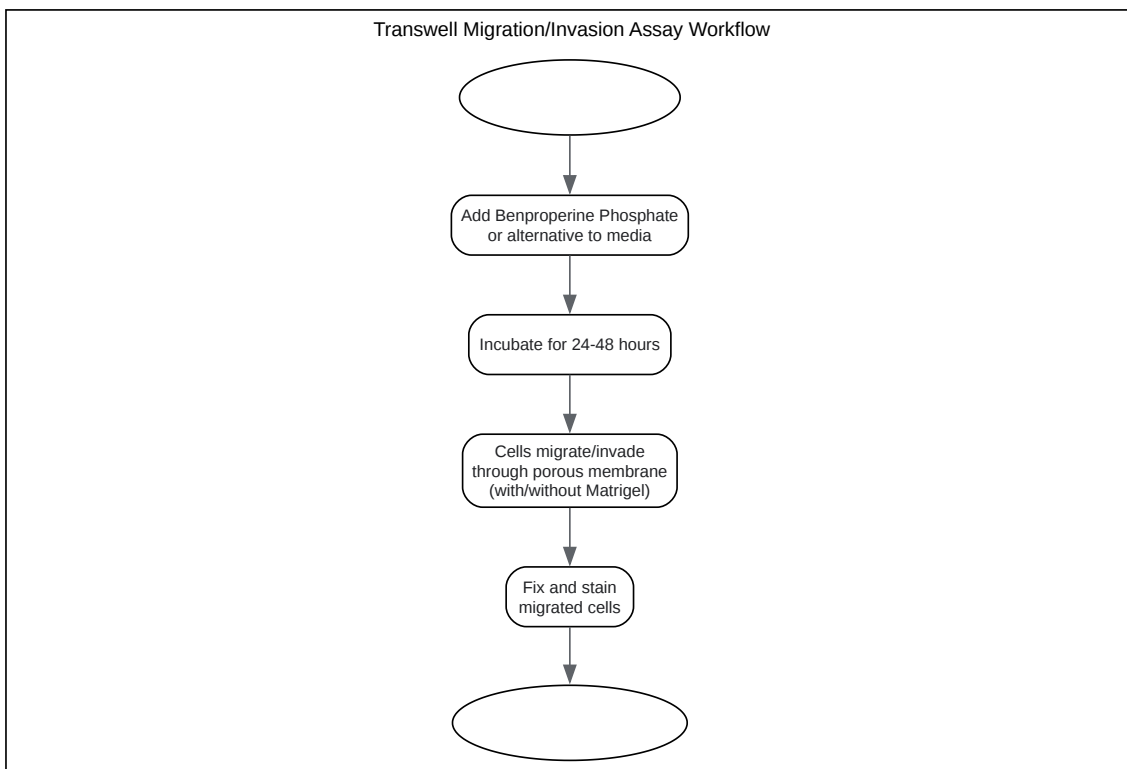 Transwell Migration/Invasion Assay Workflow
Add Benproperine Phosphate
or alternative to media
Incubate for 24-48 hours
Cells migrate/invade
through porous membrane
(with/without Matrigel)
Fix and stain
migrated cells